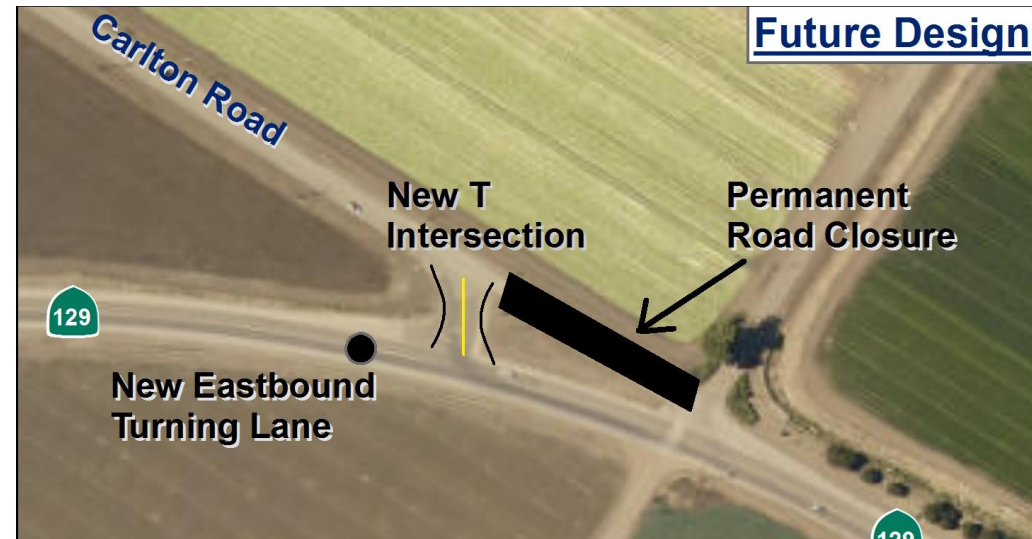 Future Design
Carlton Road
New T
Intersection
Permanent
Road Closure
129
New Eastbound
Turning Lane
129